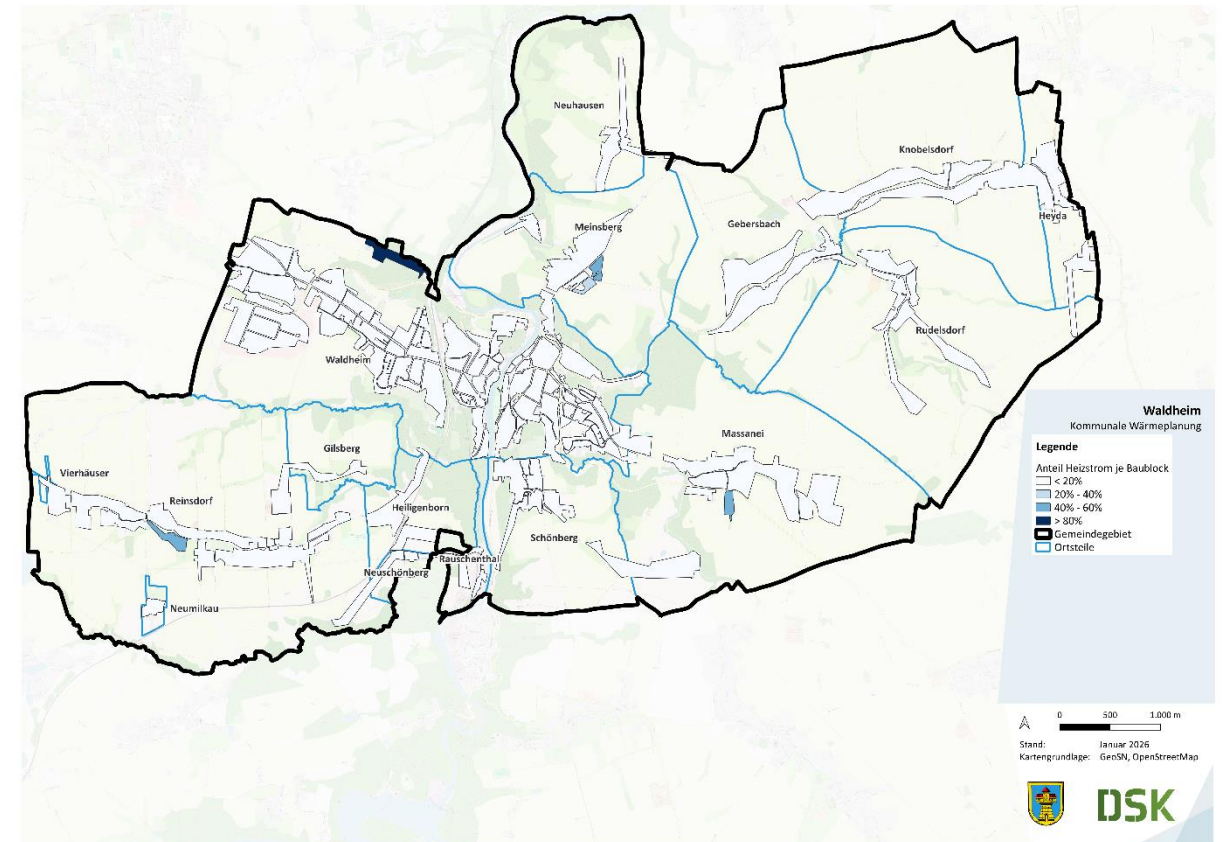 Neuhausen
Knobelsdorf
Meinsberg
Gebersbach
Heyda
Rudelsdorf
Waldheim
Massanei
Gilsberg
Vierhäuser
Reinsdorf
Heiligenborn
Schönberg
Rauschenthal
Neuschönberg
Neumilkau
Waldheim
Kommunale Wärmeplanung
Legende
Anteil Heizstrom je Baublock
< 20%
20% - 40%
40% - 60%
> 80%
Gemeindegebiet
Ortsteile
0 500 1.000 m
Stand: Januar 2026
Kartengrundlage: GeoSN, OpenStreetMap
DSK